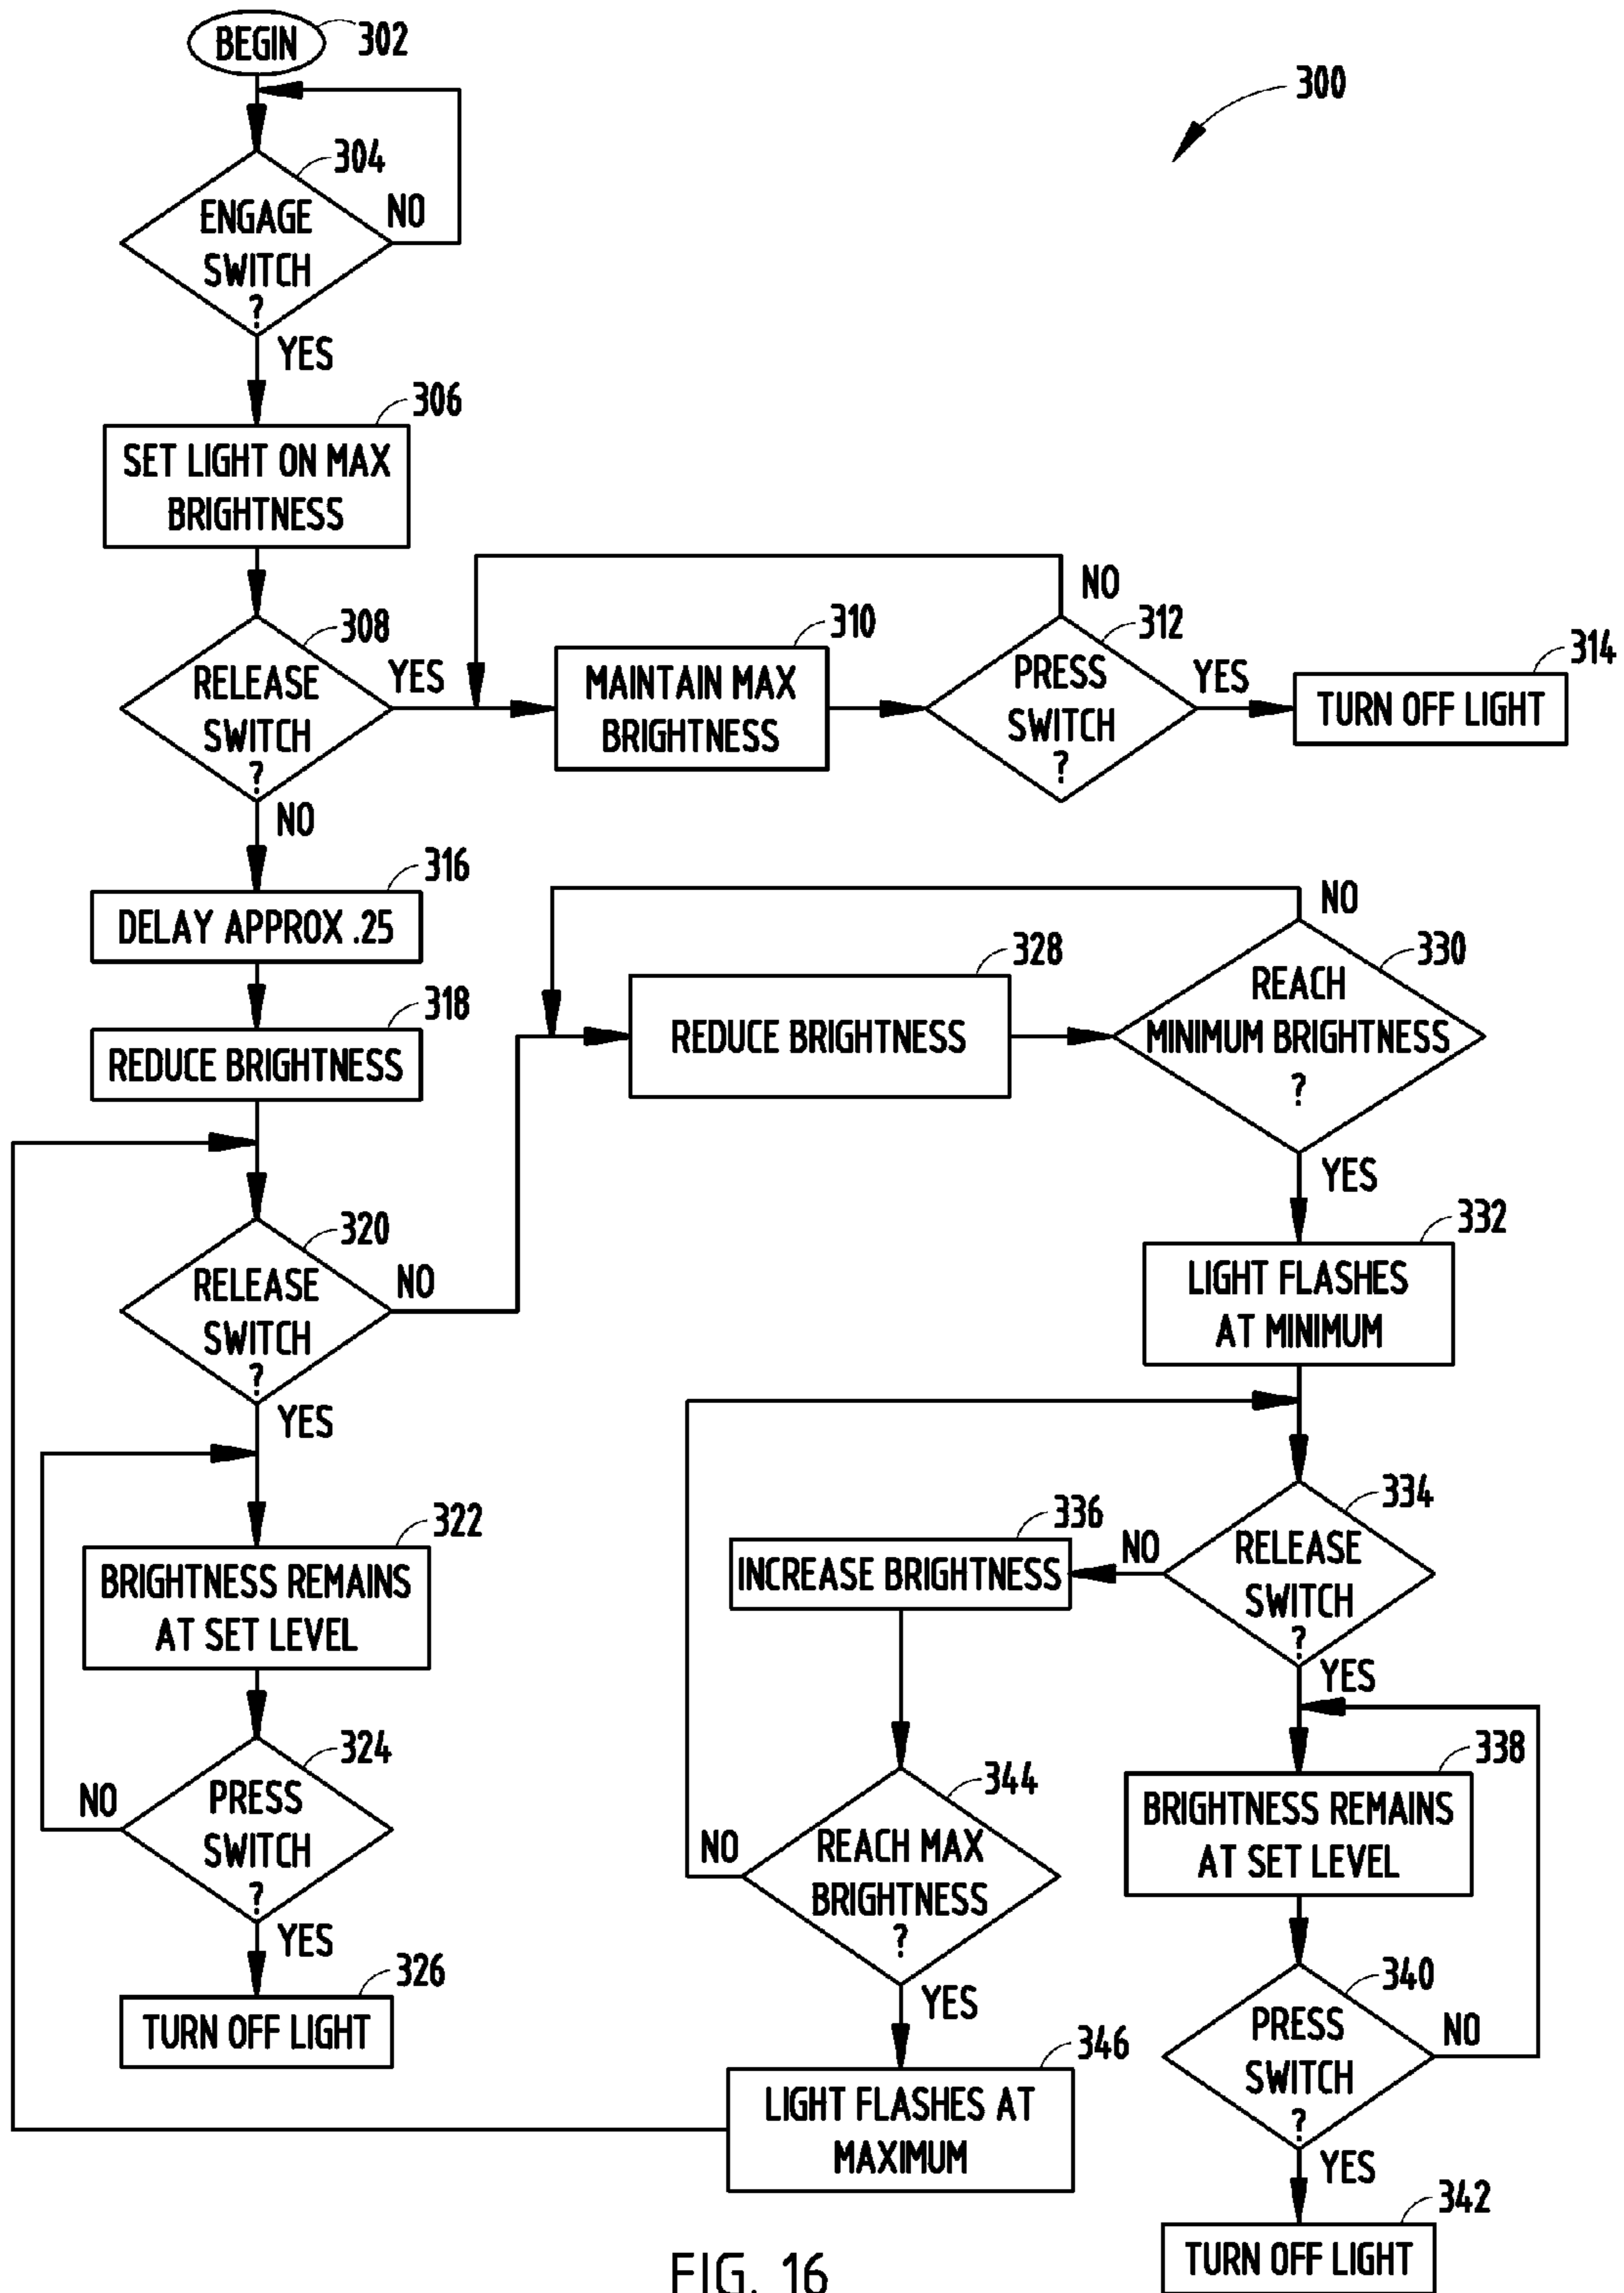 BEGIN
302
300
304
ENGAGE
SWITCH
?
NO
YES
306
SET LIGHT ON MAX
BRIGHTNESS
308
RELEASE
SWITCH
?
YES
NO
310
MAINTAIN MAX
BRIGHTNESS
312
PRESS
SWITCH
?
NO
YES
314
TURN OFF LIGHT
316
DELAY APPROX .25
318
REDUCE BRIGHTNESS
320
RELEASE
SWITCH
?
NO
YES
322
BRIGHTNESS REMAINS
AT SET LEVEL
324
PRESS
SWITCH
?
NO
YES
326
TURN OFF LIGHT
328
REDUCE BRIGHTNESS
330
REACH
MINIMUM BRIGHTNESS
?
NO
YES
332
LIGHT FLASHES
AT MINIMUM
334
RELEASE
SWITCH
?
NO
YES
336
INCREASE BRIGHTNESS
344
REACH MAX
BRIGHTNESS
?
NO
YES
346
LIGHT FLASHES AT
MAXIMUM
338
BRIGHTNESS REMAINS
AT SET LEVEL
340
PRESS
SWITCH
?
NO
YES
342
TURN OFF LIGHT
FIG. 16